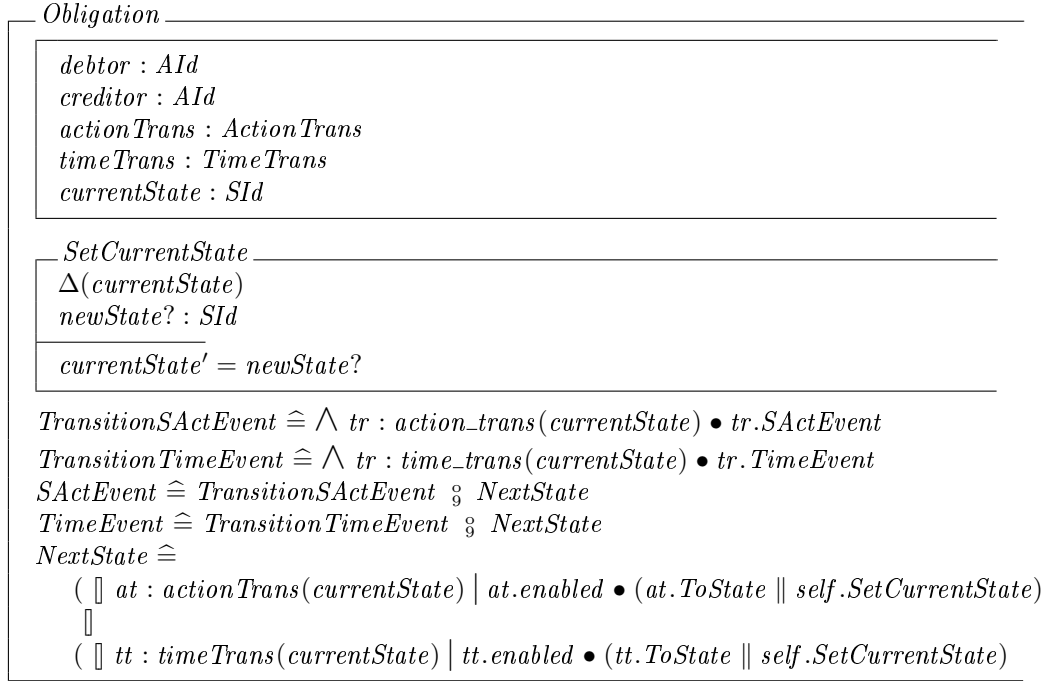 Obligation
debtor : AId
creditor : AId
actionTrans : ActionTrans
timeTrans : TimeTrans
currentState : SId
SetCurrentState
Δ(currentState)
newState? : SId
currentState′ = newState?
TransitionSActEvent ≙ ⋀ tr : action_trans(currentState) • tr.SActEvent
TransitionTimeEvent ≙ ⋀ tr : time_trans(currentState) • tr.TimeEvent
SActEvent ≙ TransitionSActEvent ⨟ NextState
TimeEvent ≙ TransitionTimeEvent ⨟ NextState
NextState ≙
( [] at : actionTrans(currentState) | at.enabled • (at.ToState ∥ self.SetCurrentState)
[]
( [] tt : timeTrans(currentState) | tt.enabled • (tt.ToState ∥ self.SetCurrentState)